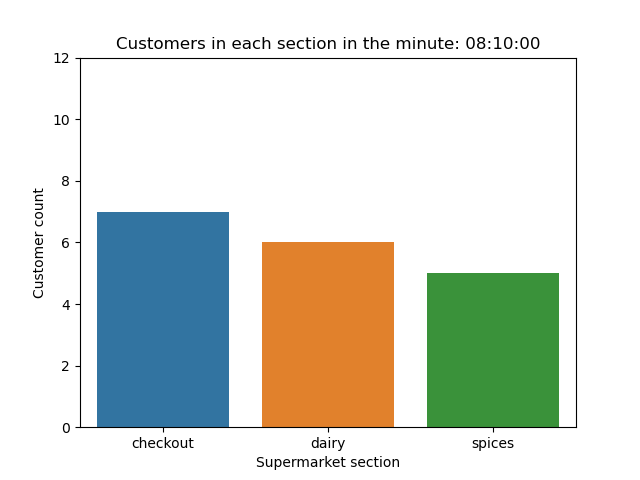 Customers in each section in the minute: 08:10:00
12
10
8
6
4
2
0
Customer count
checkout dairy spices
Supermarket section